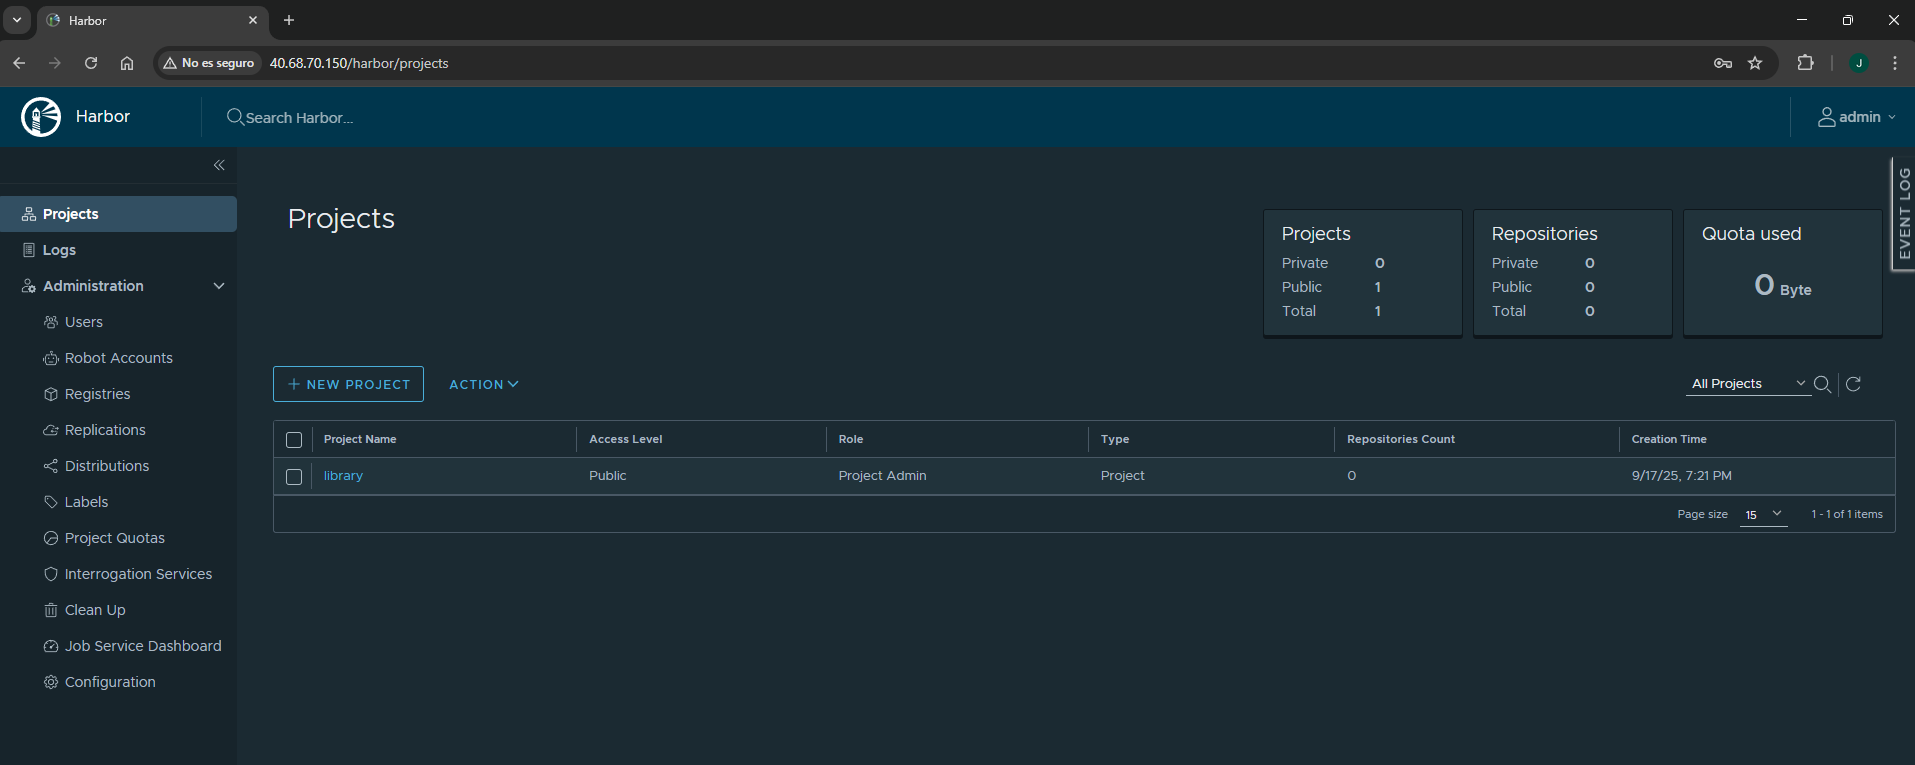 Harbor
No es seguro 40.68.70.150/harbor/projects
J
Harbor
Search Harbor...
admin
EVENT LOG
Projects
Logs
Administration
Users
Robot Accounts
Registries
Replications
Distributions
Labels
Project Quotas
Interrogation Services
Clean Up
Job Service Dashboard
Configuration
Projects
Projects
Private 0
Public 1
Total 1
Repositories
Private 0
Public 0
Total 0
Quota used
0 Byte
NEW PROJECT ACTION
All Projects
Project Name Access Level Role Type Repositories Count Creation Time
library Public Project Admin Project 0 9/17/25, 7:21 PM
Page size 15 1 - 1 of 1 items